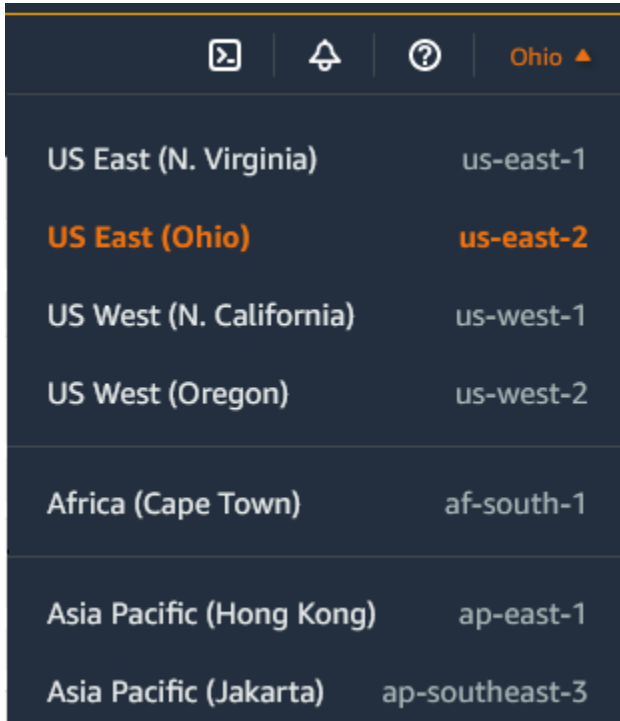 Ohio
US East (N. Virginia) us-east-1
US East (Ohio) us-east-2
US West (N. California) us-west-1
US West (Oregon) us-west-2
Africa (Cape Town) af-south-1
Asia Pacific (Hong Kong) ap-east-1
Asia Pacific (Jakarta) ap-southeast-3